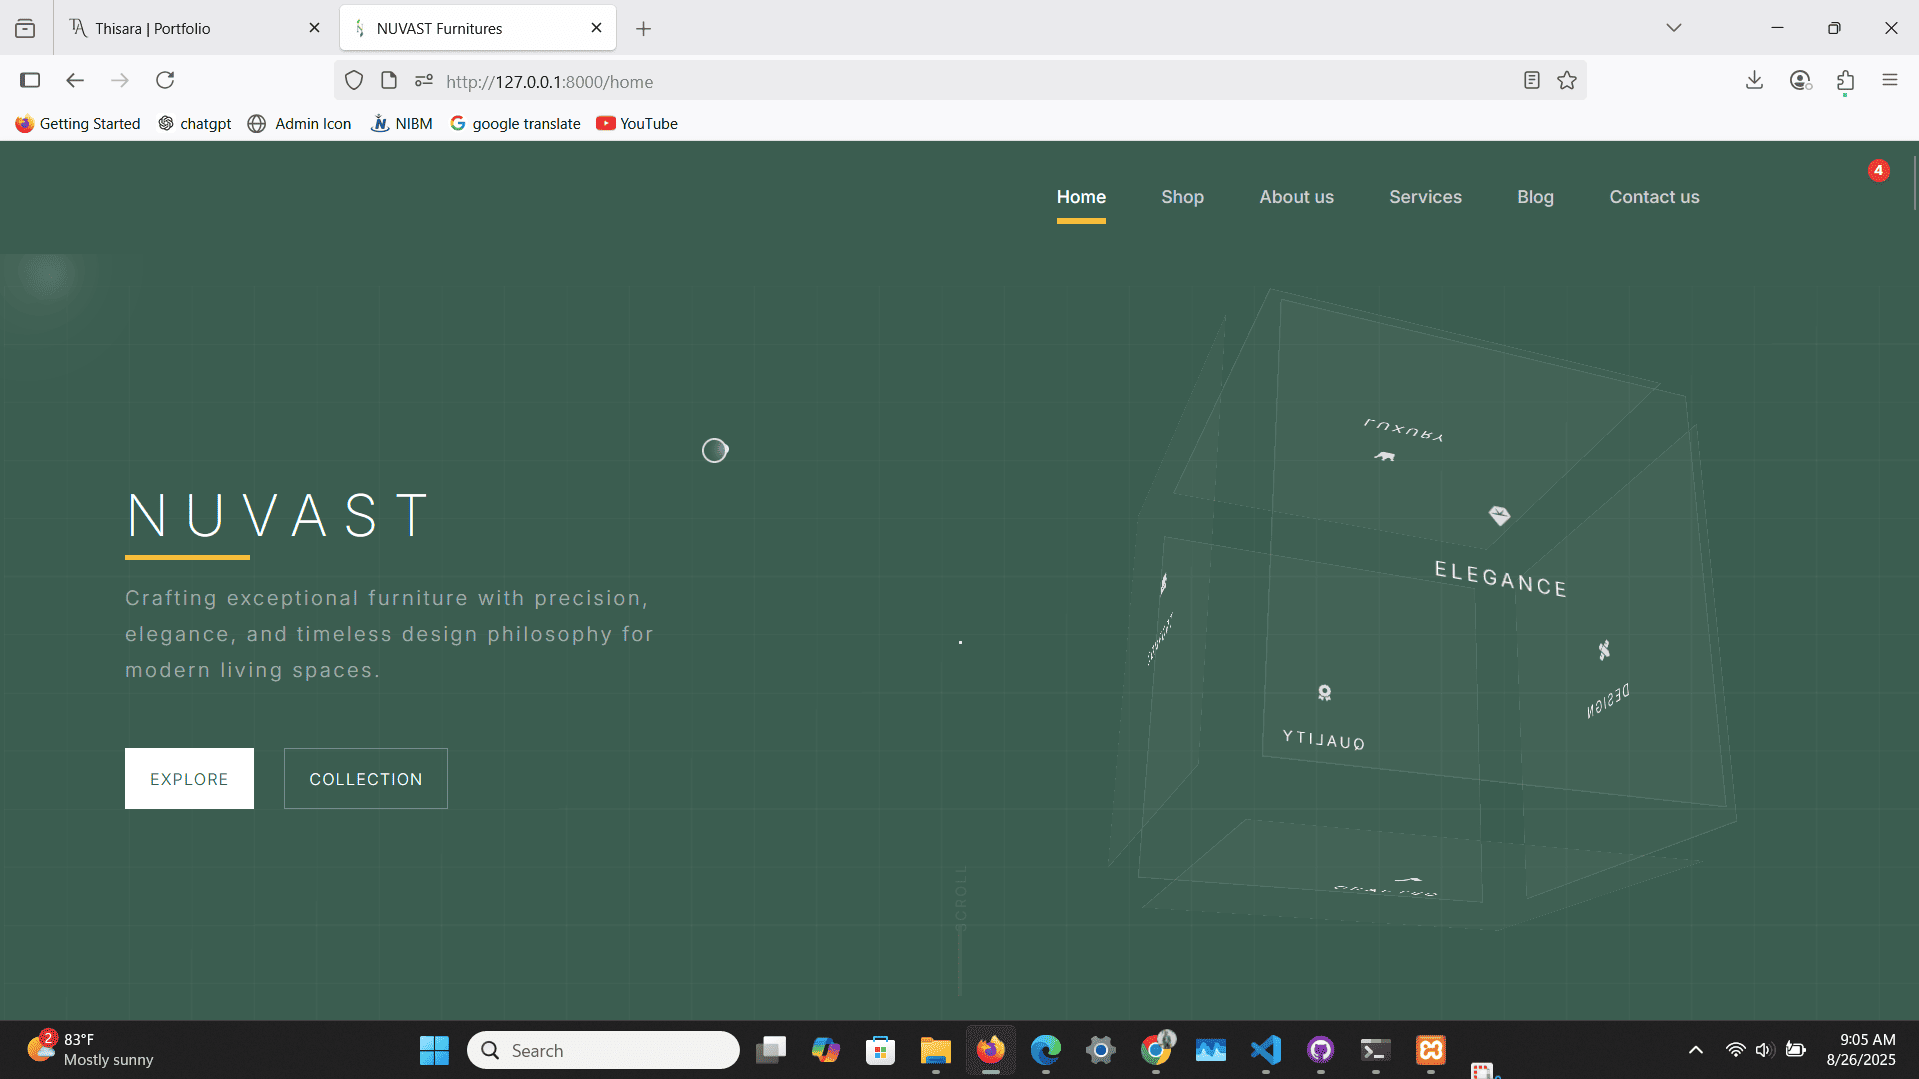 Thisara | Portfolio
NUVAST Furnitures
http://127.0.0.1:8000/home
Getting Started
chatgpt
Admin Icon
NIBM
google translate
YouTube
4
Home
Shop
About us
Services
Blog
Contact us
LUXURY
ELEGANCE
NUVAST
Crafting exceptional furniture with precision,
elegance, and timeless design philosophy for
modern living spaces.
DESIGN
QUALITY
EXPLORE
COLLECTION
SCROLL
2
83°F
Mostly sunny
Search
9:05 AM
8/26/2025